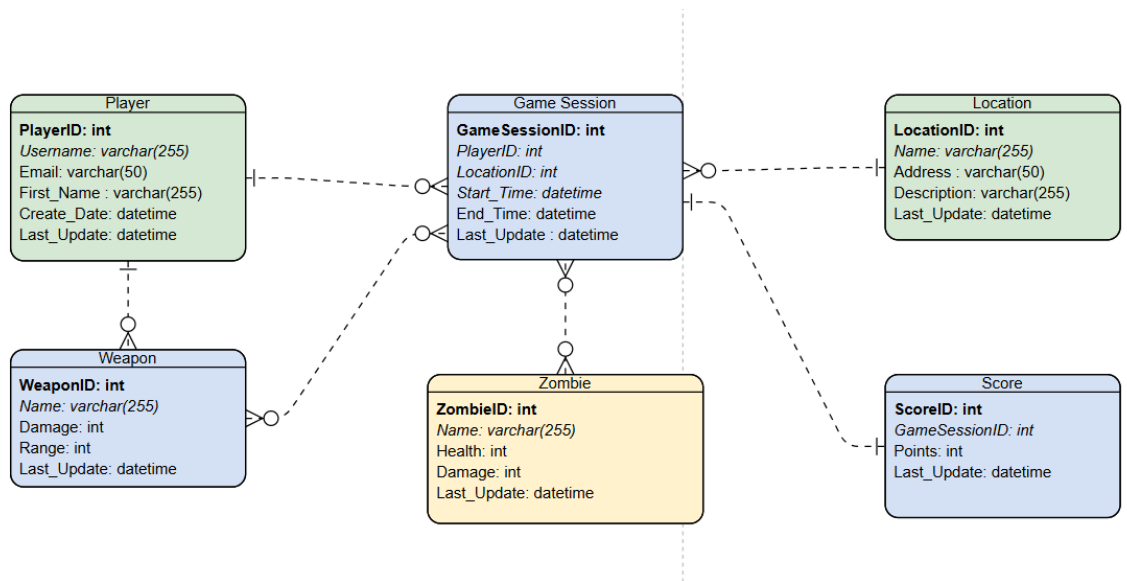 Player
PlayerID: int
Username: varchar(255)
Email: varchar(50)
First_Name : varchar(255)
Create_Date: datetime
Last_Update: datetime
Game Session
GameSessionID: int
PlayerID: int
LocationID: int
Start_Time: datetime
End_Time: datetime
Last_Update : datetime
Location
LocationID: int
Name: varchar(255)
Address : varchar(50)
Description: varchar(255)
Last_Update: datetime
Weapon
WeaponID: int
Name: varchar(255)
Damage: int
Range: int
Last_Update: datetime
Zombie
ZombieID: int
Name: varchar(255)
Health: int
Damage: int
Last_Update: datetime
Score
ScoreID: int
GameSessionID: int
Points: int
Last_Update: datetime